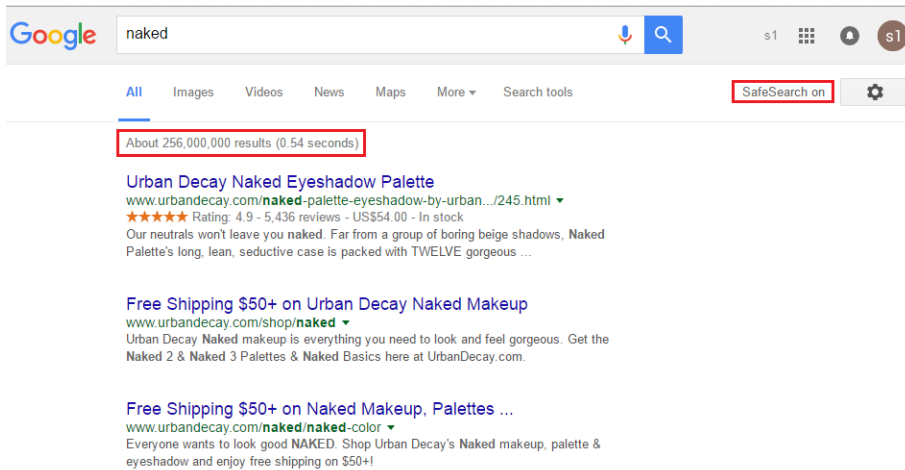 Google naked s1 s1
All Images Videos News Maps More Search tools SafeSearch on
About 256,000,000 results (0.54 seconds)
Urban Decay Naked Eyeshadow Palette
www.urbandecay.com/naked-palette-eyeshadow-by-urban.../245.html
Rating: 4.9 - 5,436 reviews - US$54.00 - In stock
Our neutrals won't leave you naked. Far from a group of boring beige shadows, Naked
Palette's long, lean, seductive case is packed with TWELVE gorgeous ...
Free Shipping $50+ on Urban Decay Naked Makeup
www.urbandecay.com/shop/naked
Urban Decay Naked makeup is everything you need to look and feel gorgeous. Get the
Naked 2 & Naked 3 Palettes & Naked Basics here at UrbanDecay.com.
Free Shipping $50+ on Naked Makeup, Palettes ...
www.urbandecay.com/naked/naked-color
Everyone wants to look good NAKED. Shop Urban Decay's Naked makeup, palette &
eyeshadow and enjoy free shipping on $50+!